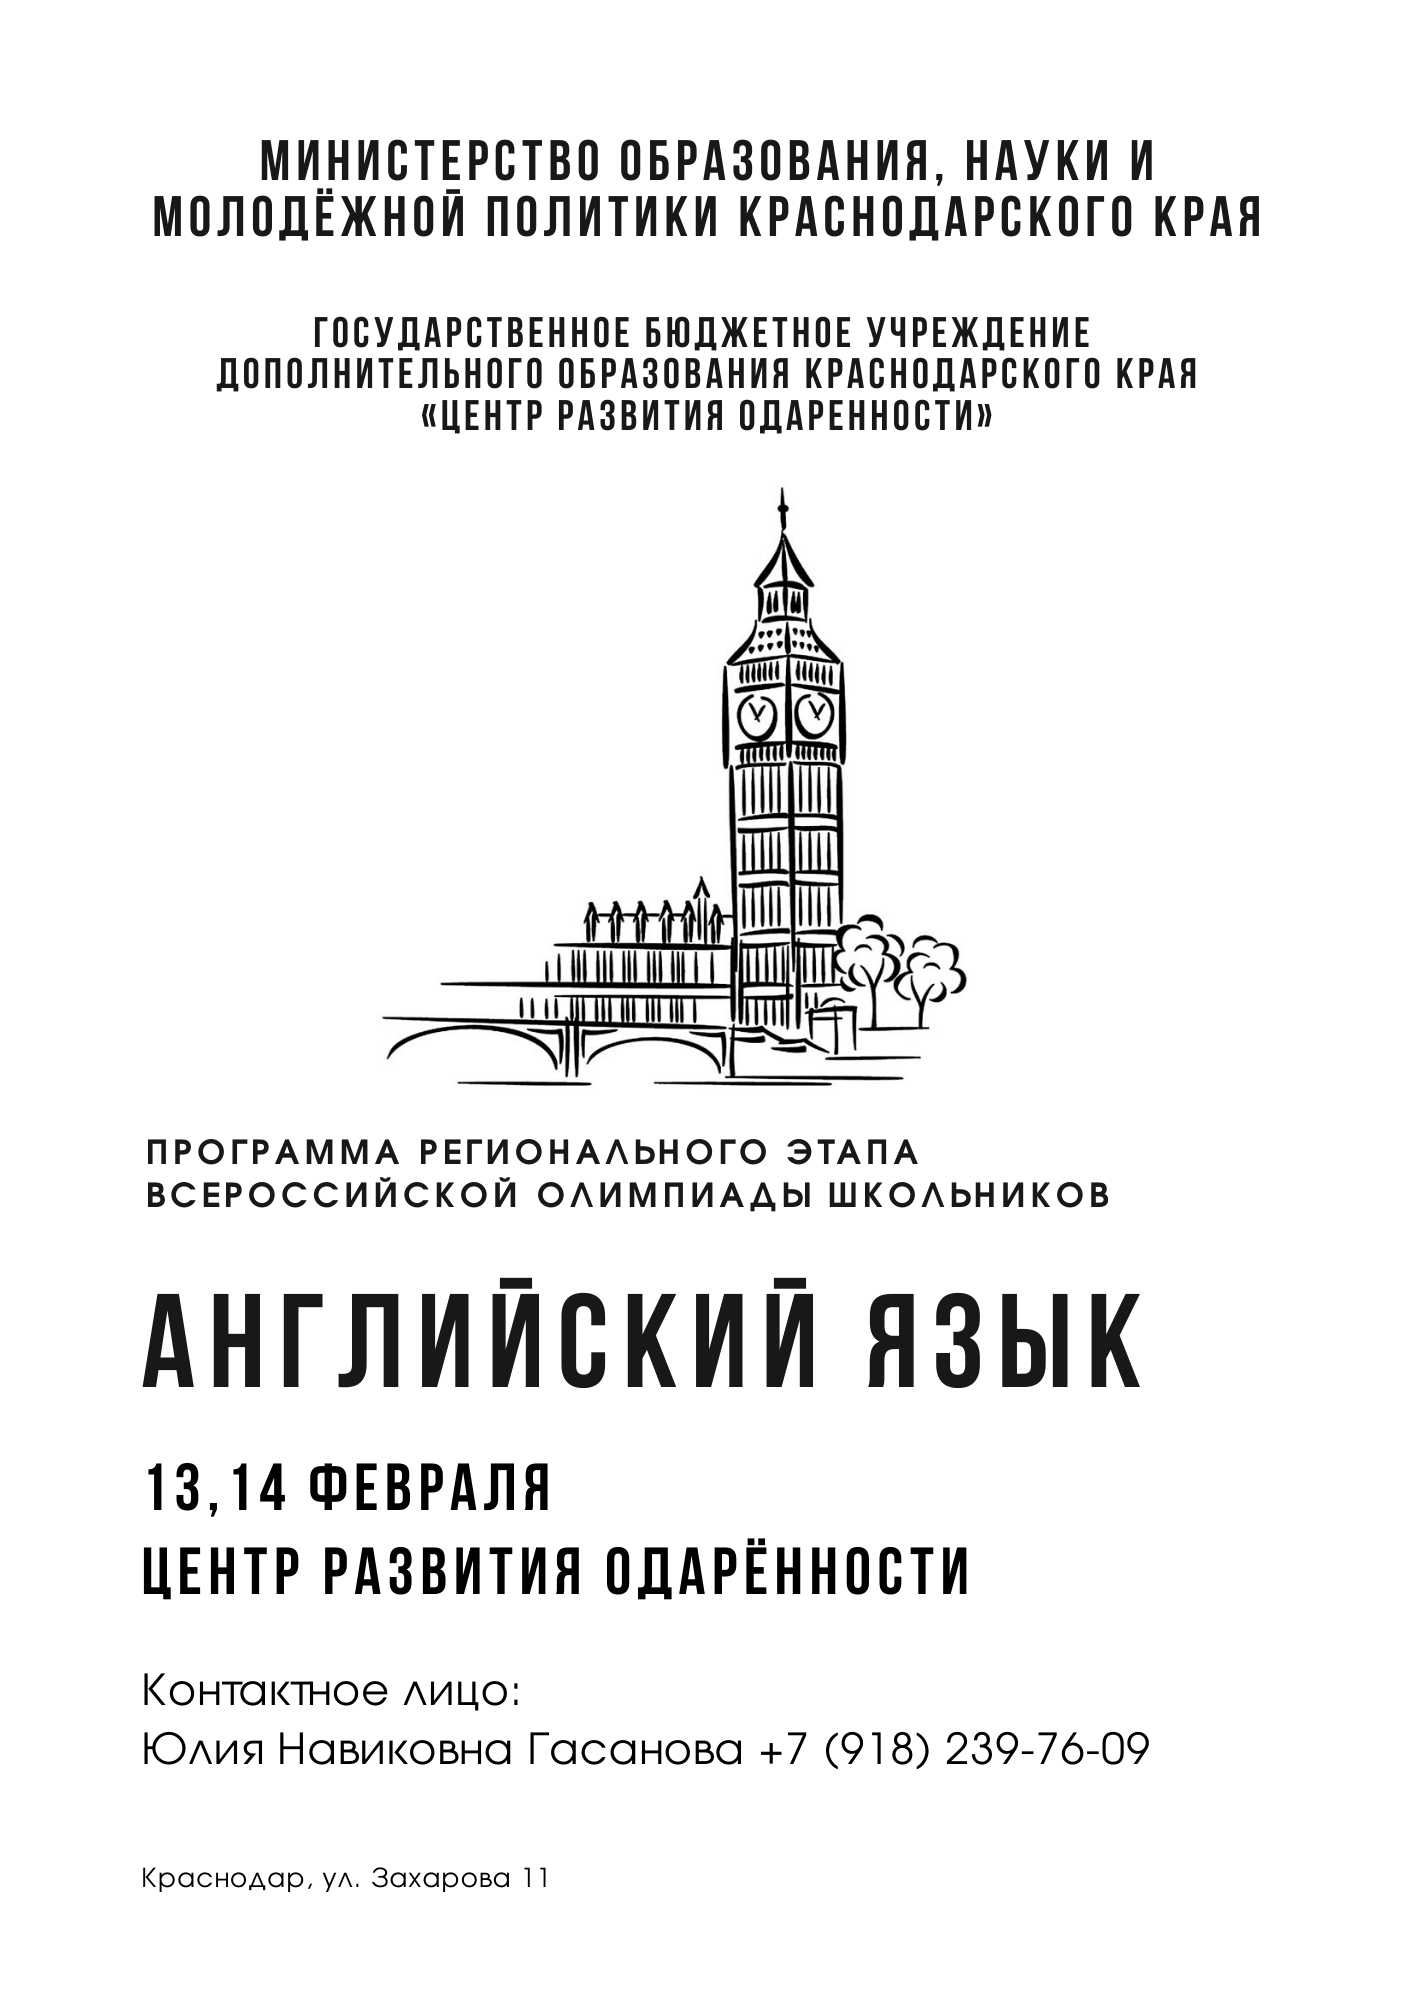 МИНИСТЕРСТВО ОБРАЗОВАНИЯ, НАУКИ И
МОЛОДЁЖНОЙ ПОЛИТИКИ КРАСНОДАРСКОГО КРАЯ
ГОСУДАРСТВЕННОЕ БЮДЖЕТНОЕ УЧРЕЖДЕНИЕ
ДОПОЛНИТЕЛЬНОГО ОБРАЗОВАНИЯ КРАСНОДАРСКОГО КРАЯ
«ЦЕНТР РАЗВИТИЯ ОДАРЕННОСТИ»
ПРОГРАММА РЕГИОНАЛЬНОГО ЭТАПА
ВСЕРОССИЙСКОЙ ОЛИМПИАДЫ ШКОЛЬНИКОВ
АНГЛИЙСКИЙ ЯЗЫК
13,14 ФЕВРАЛЯ
ЦЕНТР РАЗВИТИЯ ОДАРЁННОСТИ
Контактное лицо:
Юлия Навиковна Гасанова +7 (918) 239-76-09
Краснодар, ул. Захарова 11